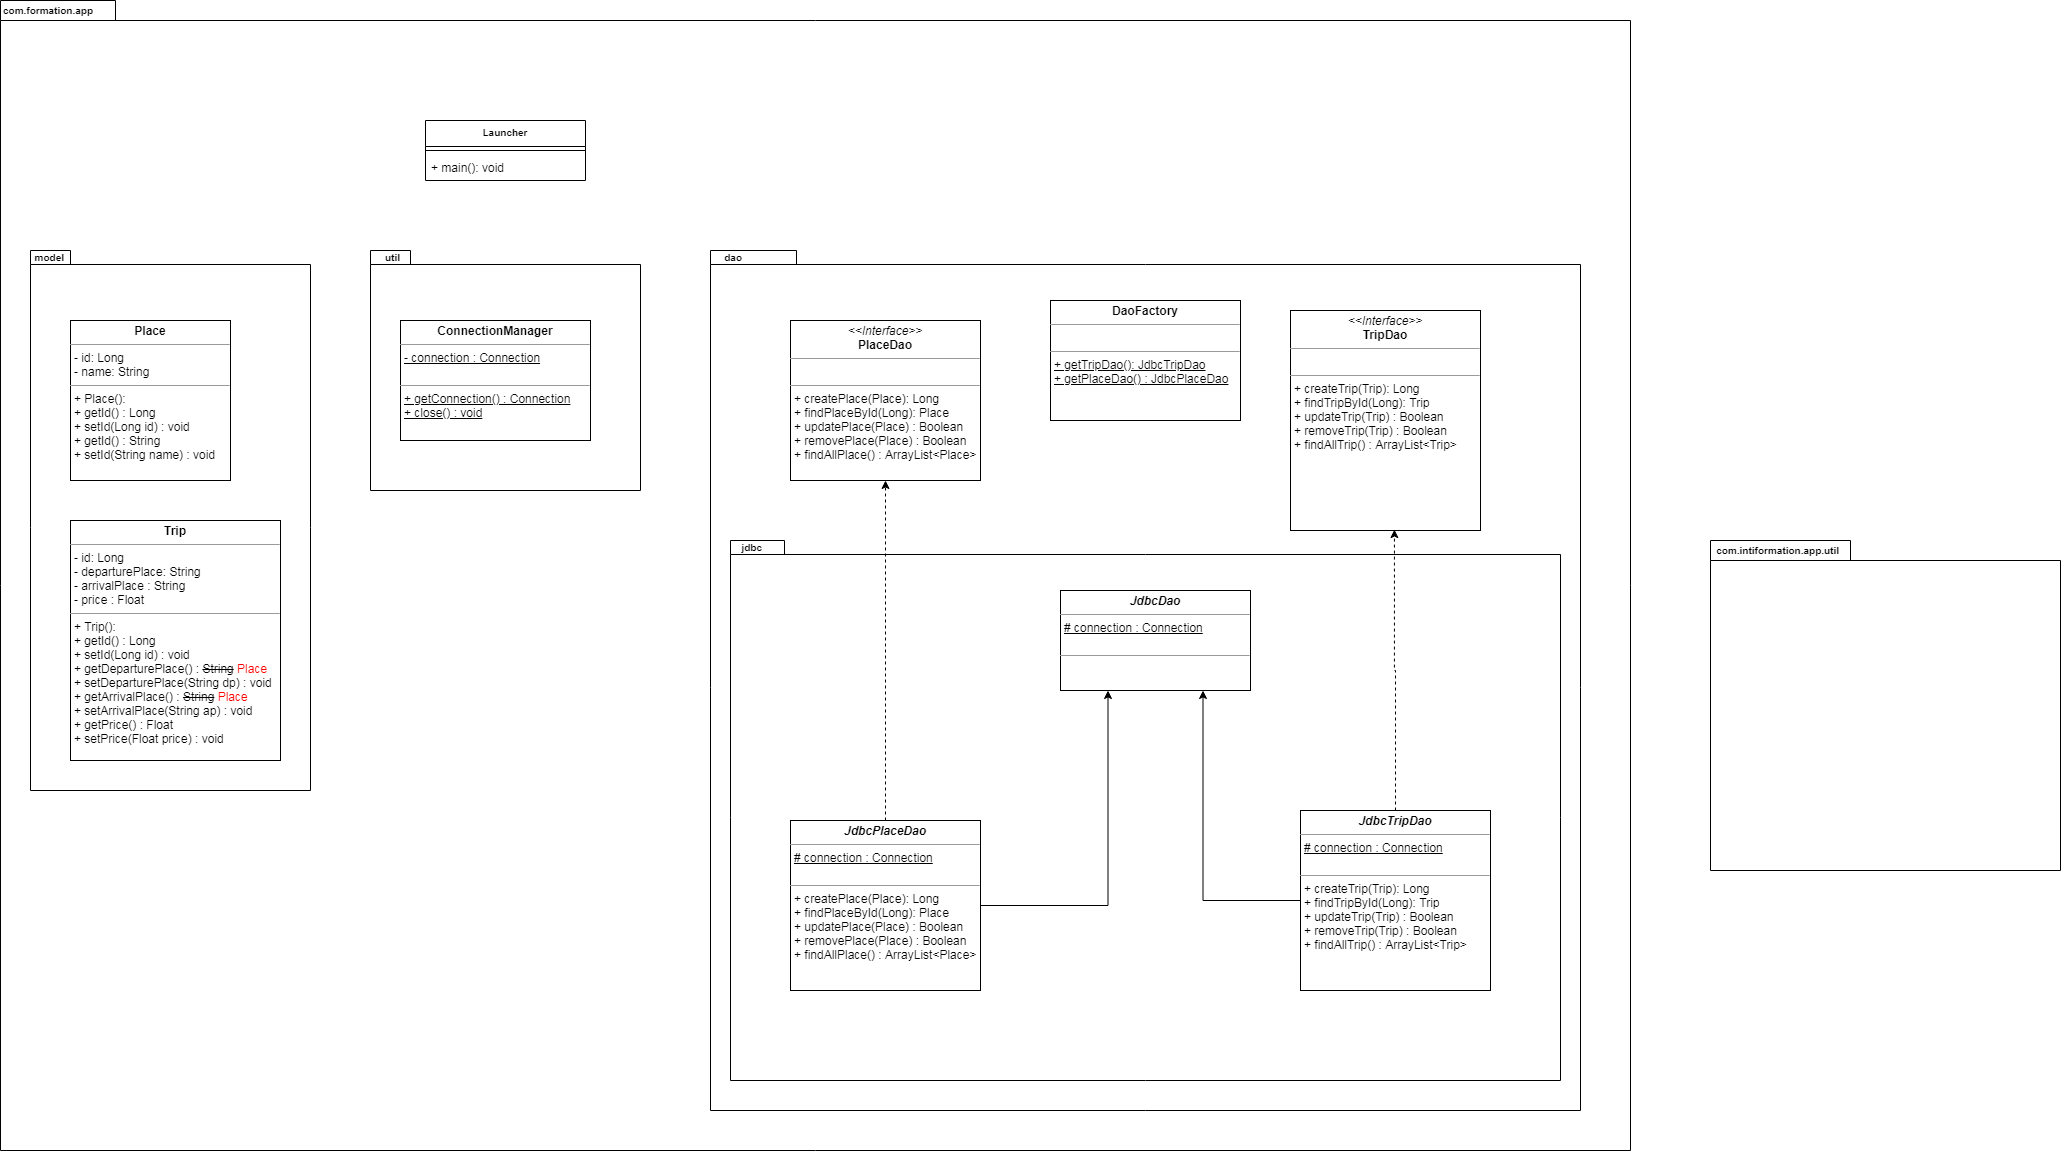 com.formation.app
Launcher
+ main(): void
model
Place
- id: Long
- name: String
+ Place():
+ getId() : Long
+ setId(Long id) : void
+ getId() : String
+ setId(String name) : void
Trip
- id: Long
- departurePlace: String
- arrivalPlace : String
- price : Float
+ Trip():
+ getId() : Long
+ setId(Long id) : void
+ getDeparturePlace() : String Place
+ setDeparturePlace(String dp) : void
+ getArrivalPlace() : String Place
+ setArrivalPlace(String ap) : void
+ getPrice() : Float
+ setPrice(Float price) : void
util
ConnectionManager
- connection : Connection
+ getConnection() : Connection
+ close() : void
dao
<<Interface>>
PlaceDao
+ createPlace(Place): Long
+ findPlaceById(Long): Place
+ updatePlace(Place) : Boolean
+ removePlace(Place) : Boolean
+ findAllPlace() : ArrayList<Place>
DaoFactory
+ getTripDao(): JdbcTripDao
+ getPlaceDao() : JdbcPlaceDao
<<Interface>>
TripDao
+ createTrip(Trip): Long
+ findTripById(Long): Trip
+ updateTrip(Trip) : Boolean
+ removeTrip(Trip) : Boolean
+ findAllTrip() : ArrayList<Trip>
jdbc
JdbcDao
# connection : Connection
JdbcPlaceDao
# connection : Connection
+ createPlace(Place): Long
+ findPlaceById(Long): Place
+ updatePlace(Place) : Boolean
+ removePlace(Place) : Boolean
+ findAllPlace() : ArrayList<Place>
JdbcTripDao
# connection : Connection
+ createTrip(Trip): Long
+ findTripById(Long): Trip
+ updateTrip(Trip) : Boolean
+ removeTrip(Trip) : Boolean
+ findAllTrip() : ArrayList<Trip>
com.intiformation.app.util